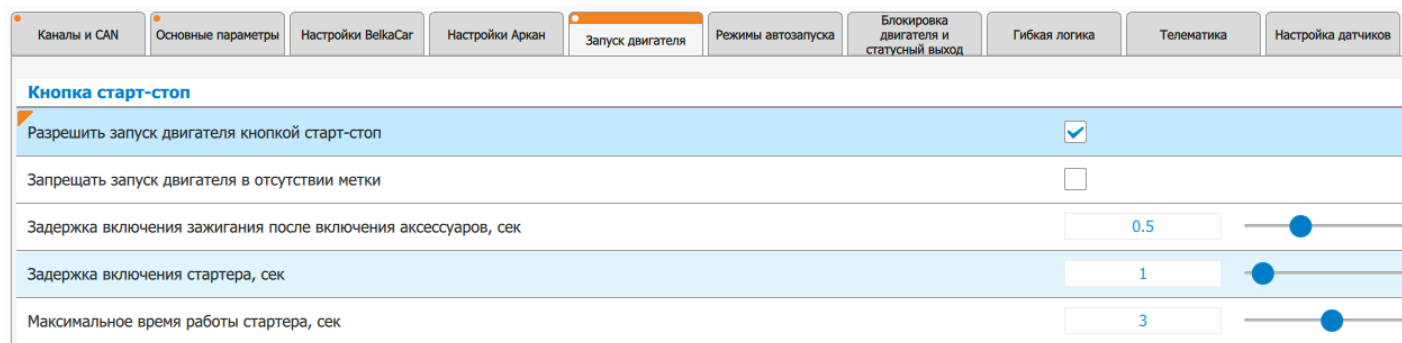 Каналы и CAN
Основные параметры
Настройки BelkaCar
Настройки Аркан
Запуск двигателя
Режимы автозапуска
Блокировка
двигателя и
статусный выход
Гибкая логика
Телематика
Настройка датчиков
Кнопка старт-стоп
Разрешить запуск двигателя кнопкой старт-стоп
Запрещать запуск двигателя в отсутствии метки
Задержка включения зажигания после включения аксессуаров, сек 0.5
Задержка включения стартера, сек 1
Максимальное время работы стартера, сек 3